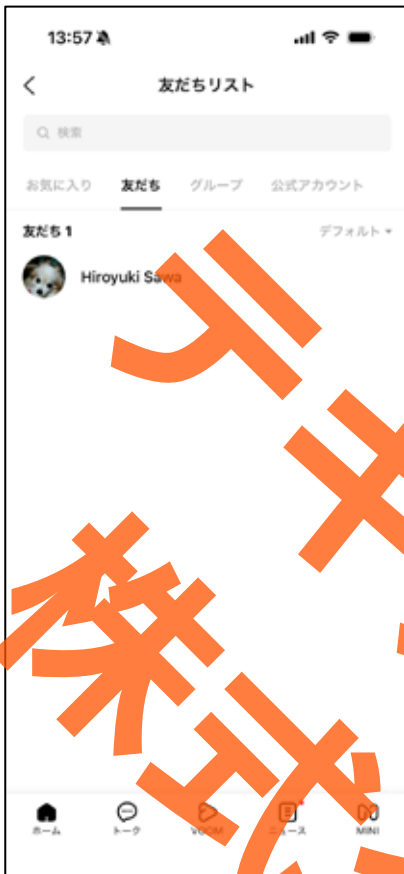 13:57
友だちリスト
検索
お気に入り 友だち グループ 公式アカウント
友だち 1 デフォルト
Hiroyuki Sawa
テキ
株式
ホーム トーク VOOM ニュース MINI